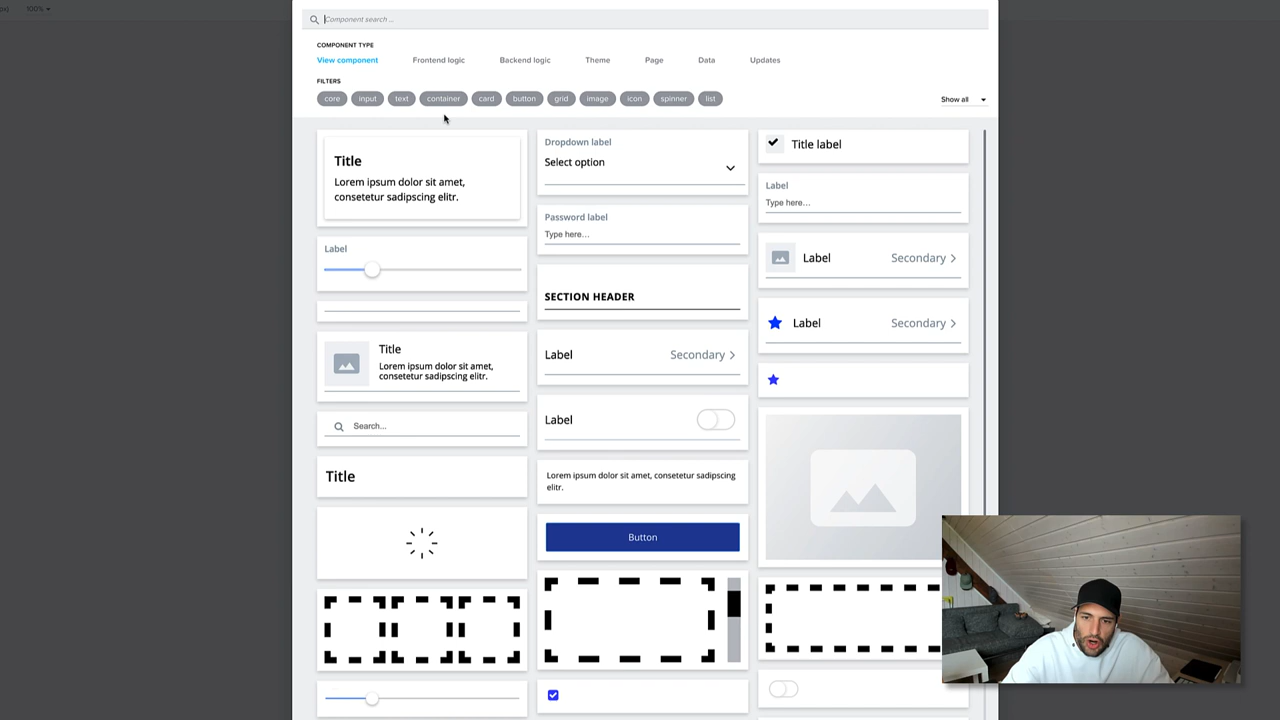 100%
Component search ...
COMPONENT TYPE
View component Frontend logic Backend logic Theme Page Data Updates
FILTERS
core input text container card button grid image icon spinner list
Show all
Title
Lorem ipsum dolor sit amet,
consetetur sadipscing elitr.
Label
Title
Lorem ipsum dolor sit amet,
consetetur sadipscing elitr.
Search...
Title
Dropdown label
Select option
Password label
Type here...
SECTION HEADER
Label Secondary
Label
Lorem ipsum dolor sit amet, consetetur sadipscing
elitr.
Button
Title label
Label
Type here...
Label Secondary
Label Secondary